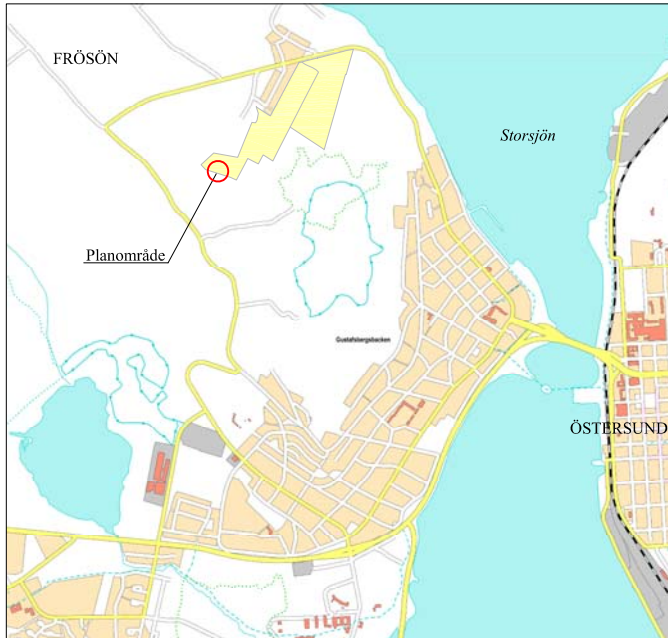 FRÖSÖN
Storsjön
Planområde
Gustafsbergsbacken
ÖSTERSUND